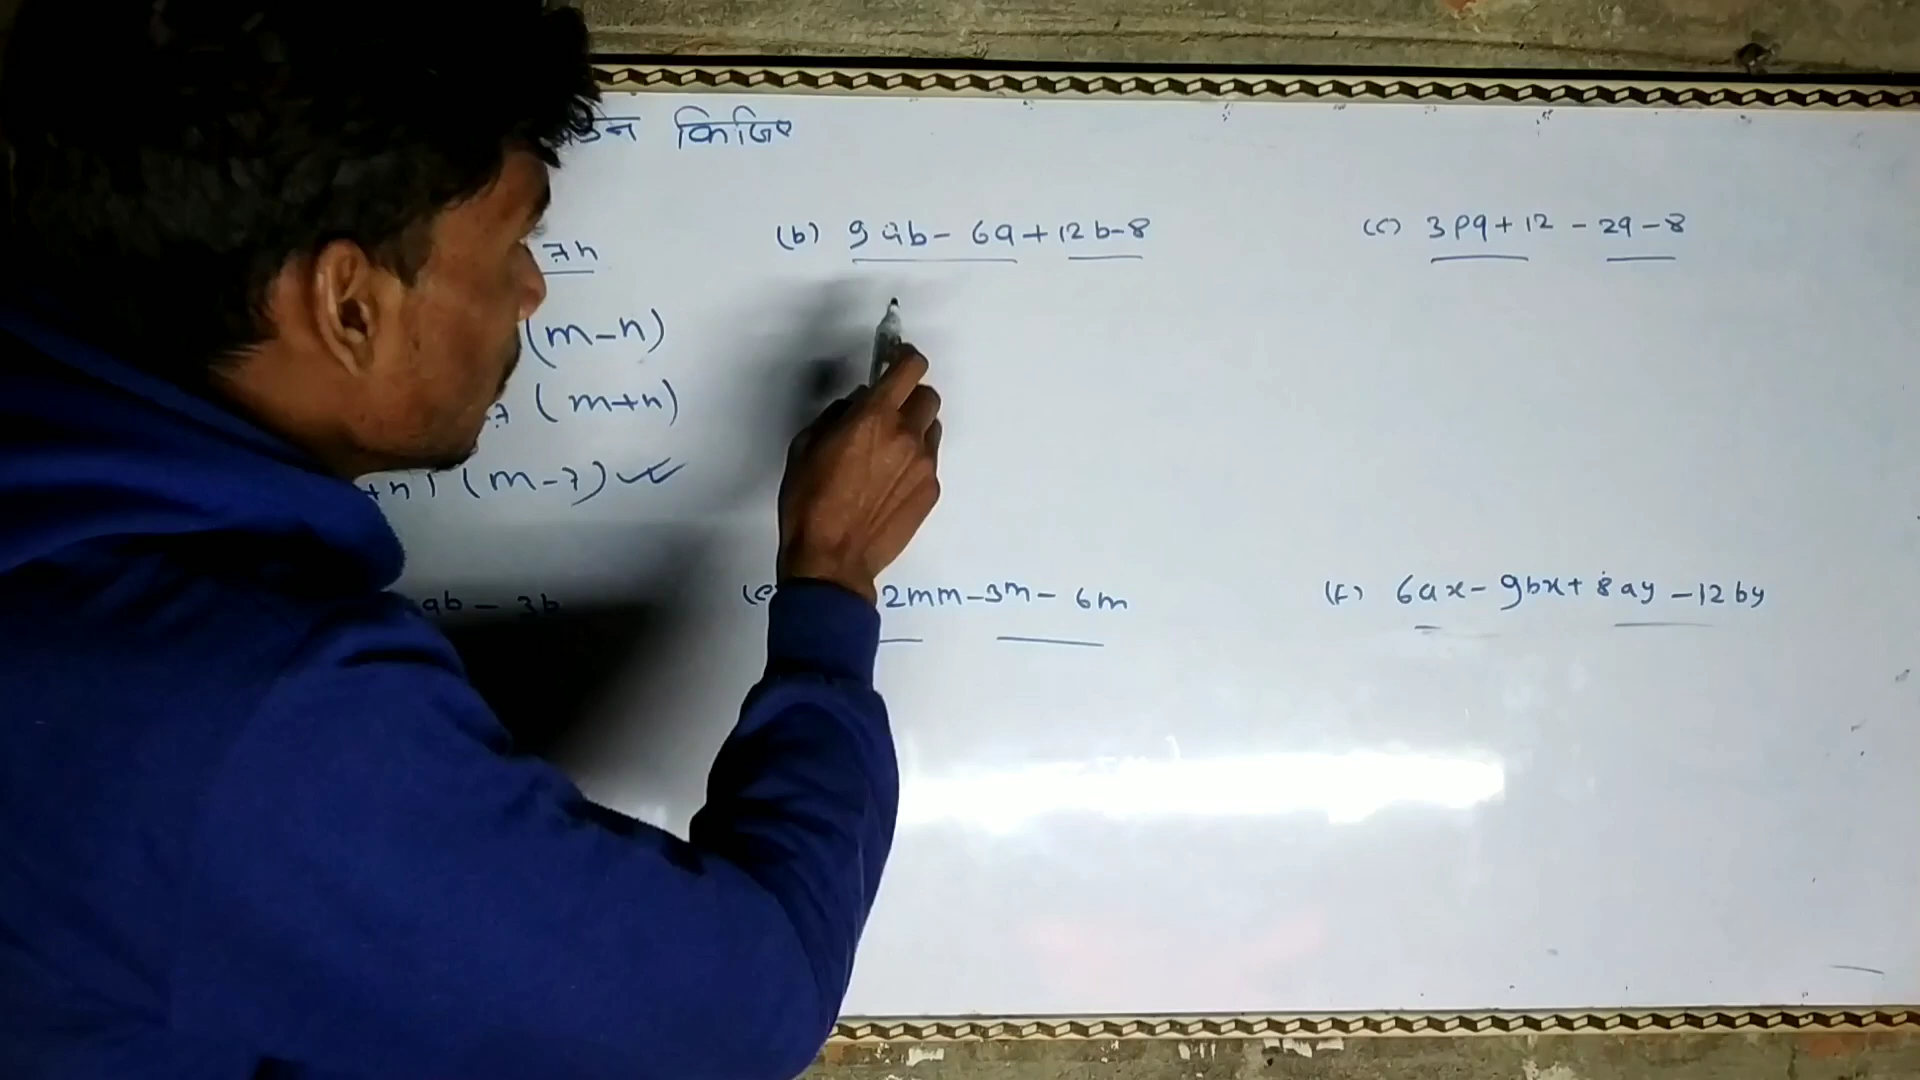 किजिए
7n
(b) 9ab - 6a + 12b - 8
(c) 3pq + 12 - 2q - 8
(m-n)
7 (m+n)
+n) (m-7)
ab - 3b
2mm - 3m - 6m
(f) 6ax - 9bx + 8ay - 12by